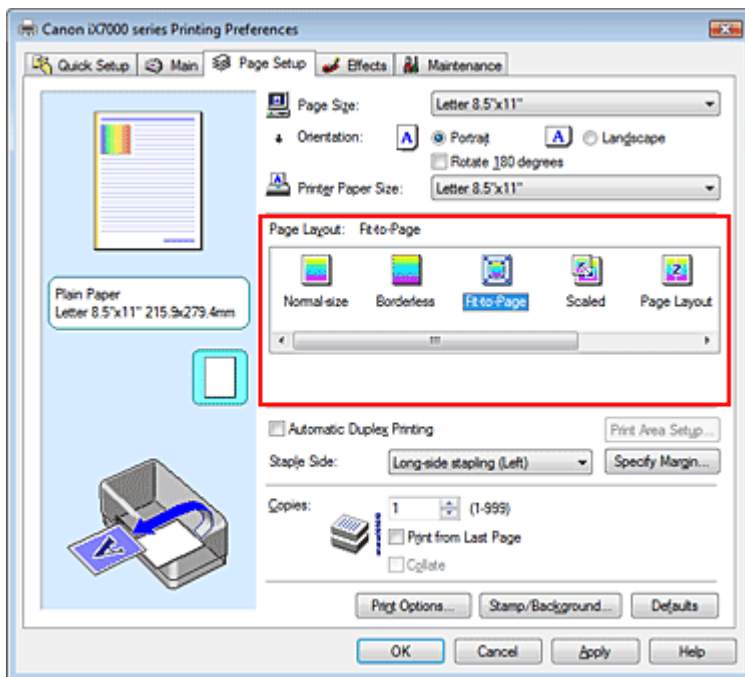 Canon iX7000 series Printing Preferences
Quick Setup Main Page Setup Effects Maintenance
Page Size: Letter 8.5"x11"
Orientation: A Portrait A Landscape
Rotate 180 degrees
Printer Paper Size: Letter 8.5"x11"
Page Layout: Fit-to-Page
Normal-size Borderless Fit-to-Page Scaled Page Layout
Plain Paper
Letter 8.5"x11" 215.9x279.4mm
Automatic Duplex Printing Print Area Setup...
Staple Side: Long-side stapling (Left) Specify Margin...
Copies: 1 (1-999)
Print from Last Page
Collate
Print Options... Stamp/Background... Defaults
OK Cancel Apply Help